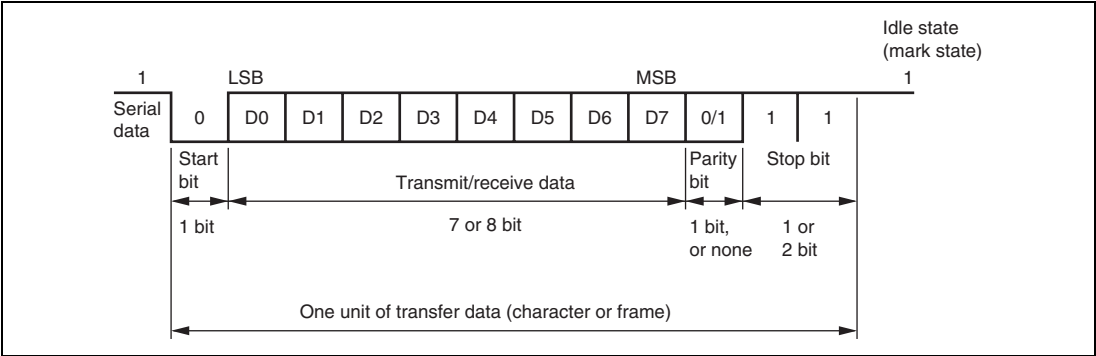 Idle state
(mark state)
1 LSB MSB 1
Serial
data
0 D0 D1 D2 D3 D4 D5 D6 D7 0/1 1 1
Start
bit
Transmit/receive data
Parity
bit
Stop bit
1 bit
7 or 8 bit
1 bit,
or none
1 or
2 bit
One unit of transfer data (character or frame)